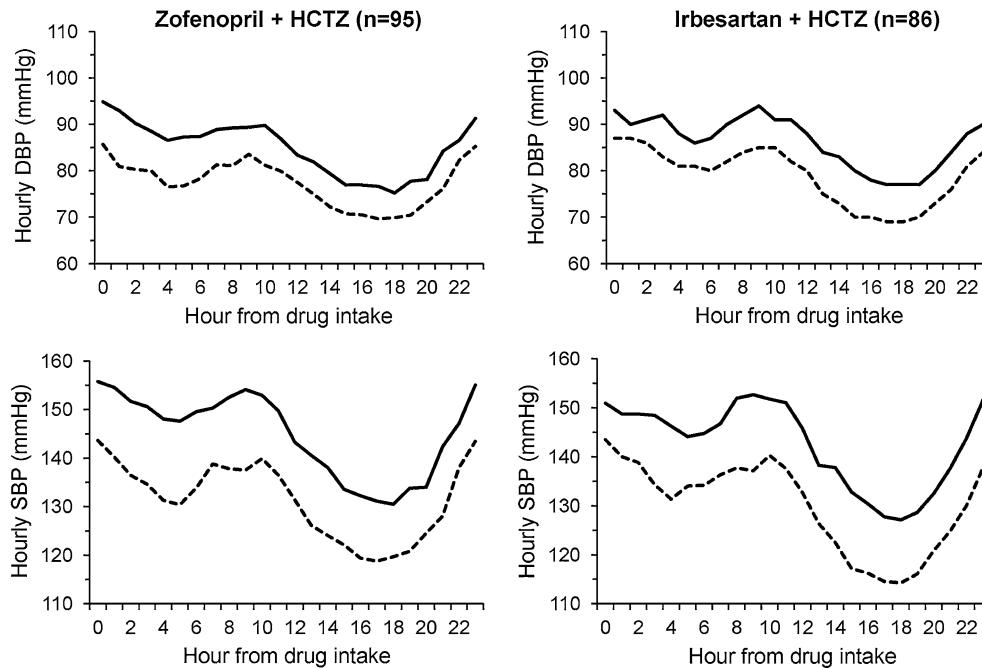 Zofenopril + HCTZ (n=95)
Irbesartan + HCTZ (n=86)
Hourly DBP (mmHg)
110
100
90
80
70
60
0 2 4 6 8 10 12 14 16 18 20 22
Hour from drug intake
Hourly DBP (mmHg)
110
100
90
80
70
60
0 2 4 6 8 10 12 14 16 18 20 22
Hour from drug intake
Hourly SBP (mmHg)
160
150
140
130
120
110
0 2 4 6 8 10 12 14 16 18 20 22
Hour from drug intake
Hourly SBP (mmHg)
160
150
140
130
120
110
0 2 4 6 8 10 12 14 16 18 20 22
Hour from drug intake